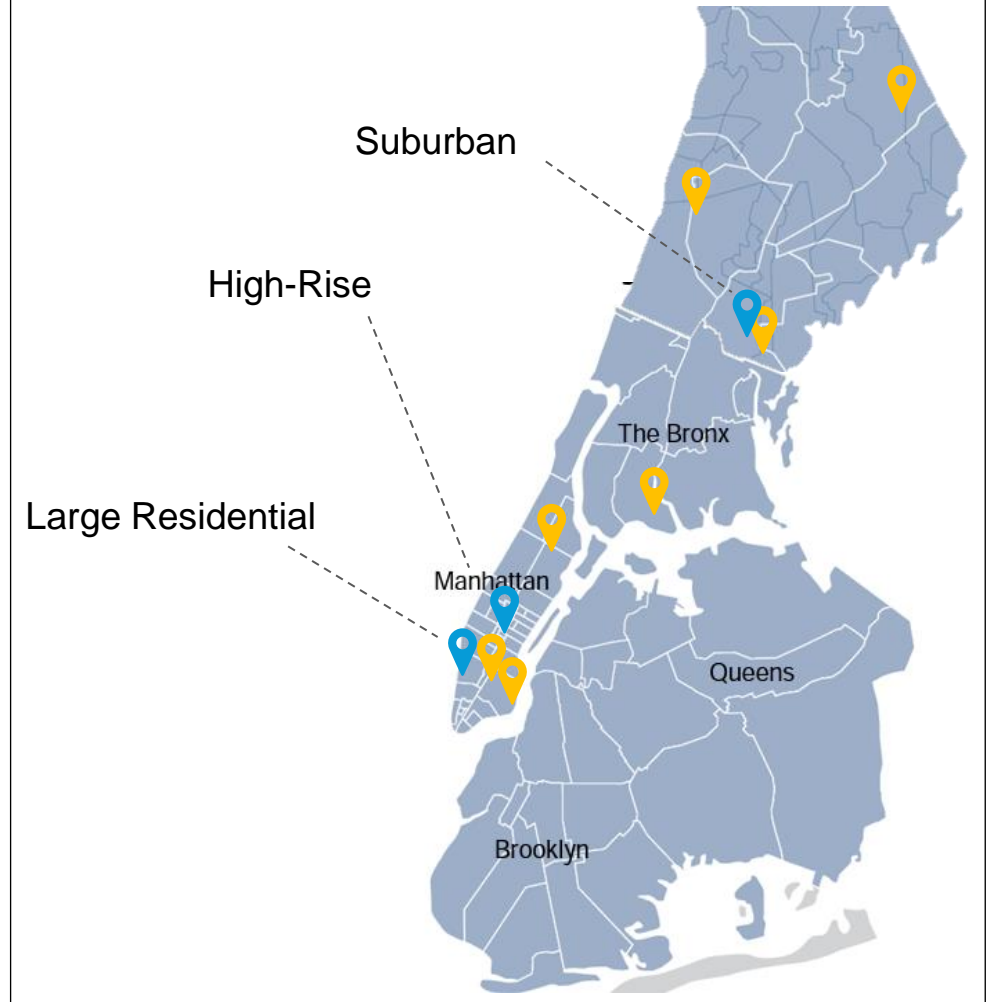 Suburban
High-Rise
The Bronx
Large Residential
Manhattan
Queens
Brooklyn